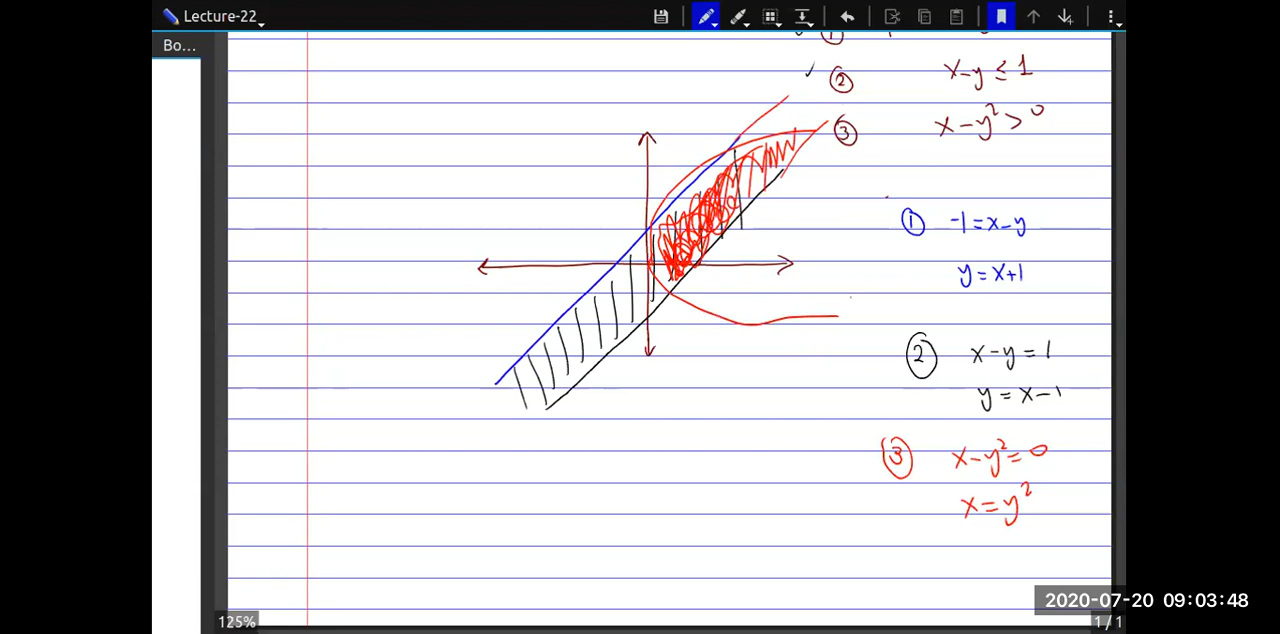 Lecture-22
Bo...
②
x-y ≤ 1
③
x - y² > 0
① -1 = x-y
y = x+1
② x-y = 1
y = x-1
③ x-y² = 0
x = y²
2020-07-20 09:03:48
125%
1 / 1